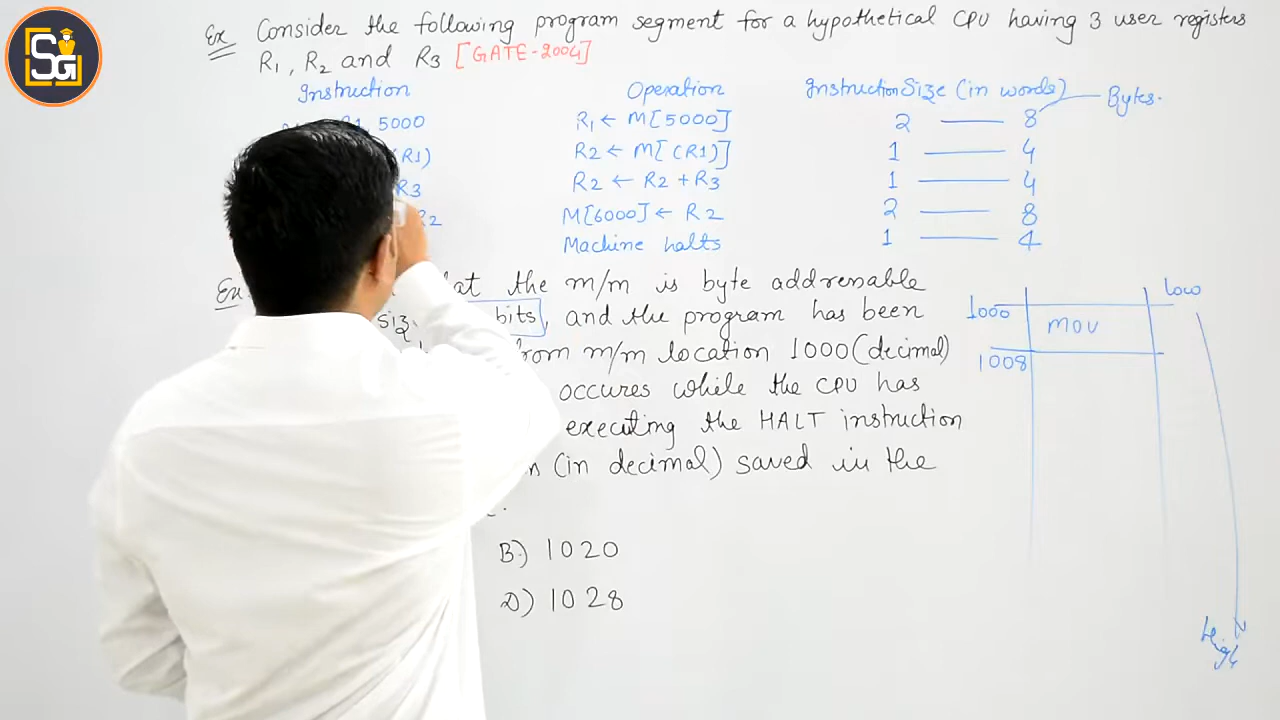 SG
Ex Consider the following program segment for a hypothetical CPU having 3 user registers
R1, R2 and R3 [GATE-2004]
Instruction Operation Instruction Size (in words) Bytes.
R1, 5000 R1 ← M[5000] 2 — 8
(R1) R2 ← M[(R1)] 1 — 4
R3 R2 ← R2 + R3 1 — 4
R2 M[6000] ← R2 2 — 8
Machine halts 1 — 4
the m/m is byte addressable
bits, and the program has been
from m/m location 1000 (decimal)
occures while the CPU has
executing the HALT instruction
(in decimal) saved in the
B) 1020
D) 1028
low
1000 MOV
1008
High